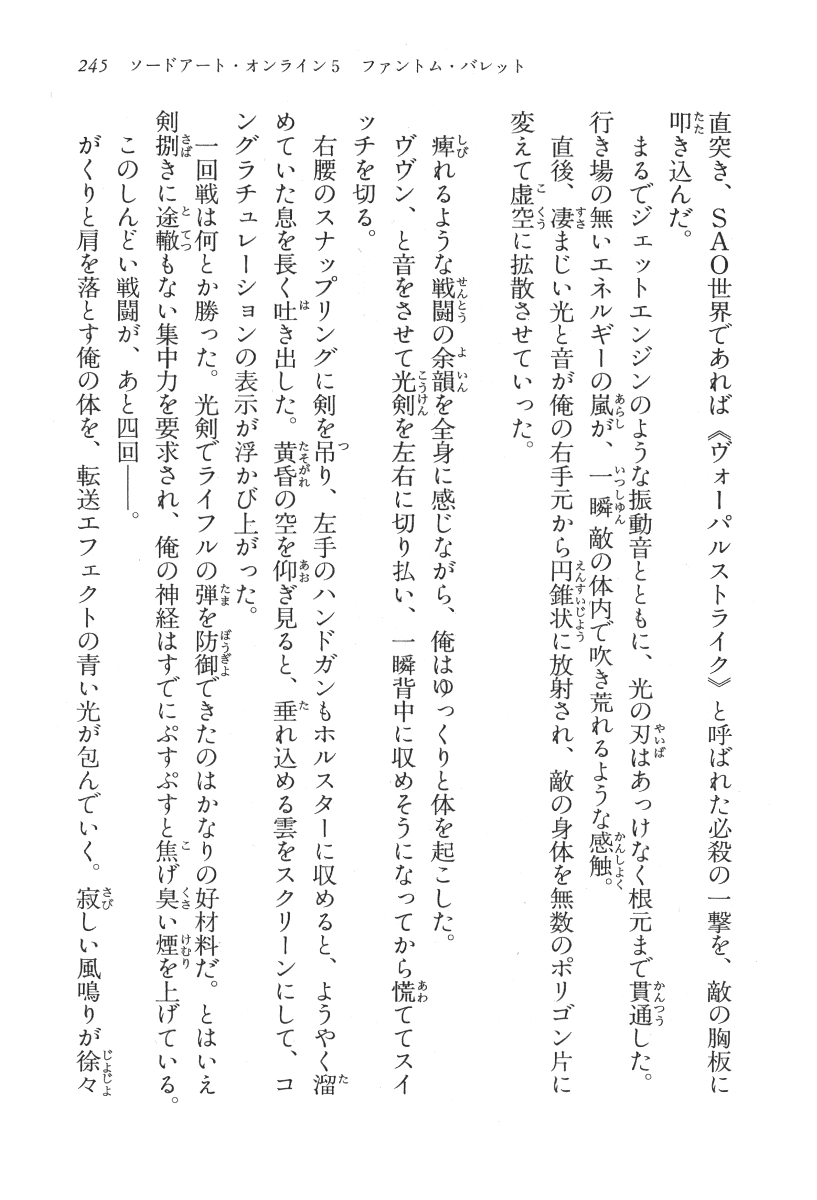 245　ソードアート・オンライン5　ファントム・バレット
直突き、ＳＡＯ世界であれば《ヴォーパルストライク》と呼ばれた必殺の一撃を、敵の胸板に
叩き込んだ。
　まるでジェットエンジンのような振動音とともに、光の刃はあっけなく根元まで貫通した。
行き場の無いエネルギーの嵐が、一瞬敵の体内で吹き荒れるような感触。
　直後、凄まじい光と音が俺の右手元から円錐状に放射され、敵の身体を無数のポリゴン片に
変えて虚空に拡散させていった。
　痺れるような戦闘の余韻を全身に感じながら、俺はゆっくりと体を起こした。
　ヴヴン、と音をさせて光剣を左右に切り払い、一瞬背中に収めそうになってから慌ててスイ
ッチを切る。
　右腰のスナップリングに剣を吊り、左手のハンドガンもホルスターに収めると、ようやく溜
めていた息を長く吐き出した。黄昏の空を仰ぎ見ると、垂れ込める雲をスクリーンにして、コ
ングラチュレーションの表示が浮かび上がった。
　一回戦は何とか勝った。光剣でライフルの弾を防御できたのはかなりの好材料だ。とはいえ
剣捌きに途轍もない集中力を要求され、俺の神経はすでにぷすぷすと焦げ臭い煙を上げている。
　このしんどい戦闘が、あと四回――。
　がくりと肩を落とす俺の体を、転送エフェクトの青い光が包んでいく。寂しい風鳴りが徐々